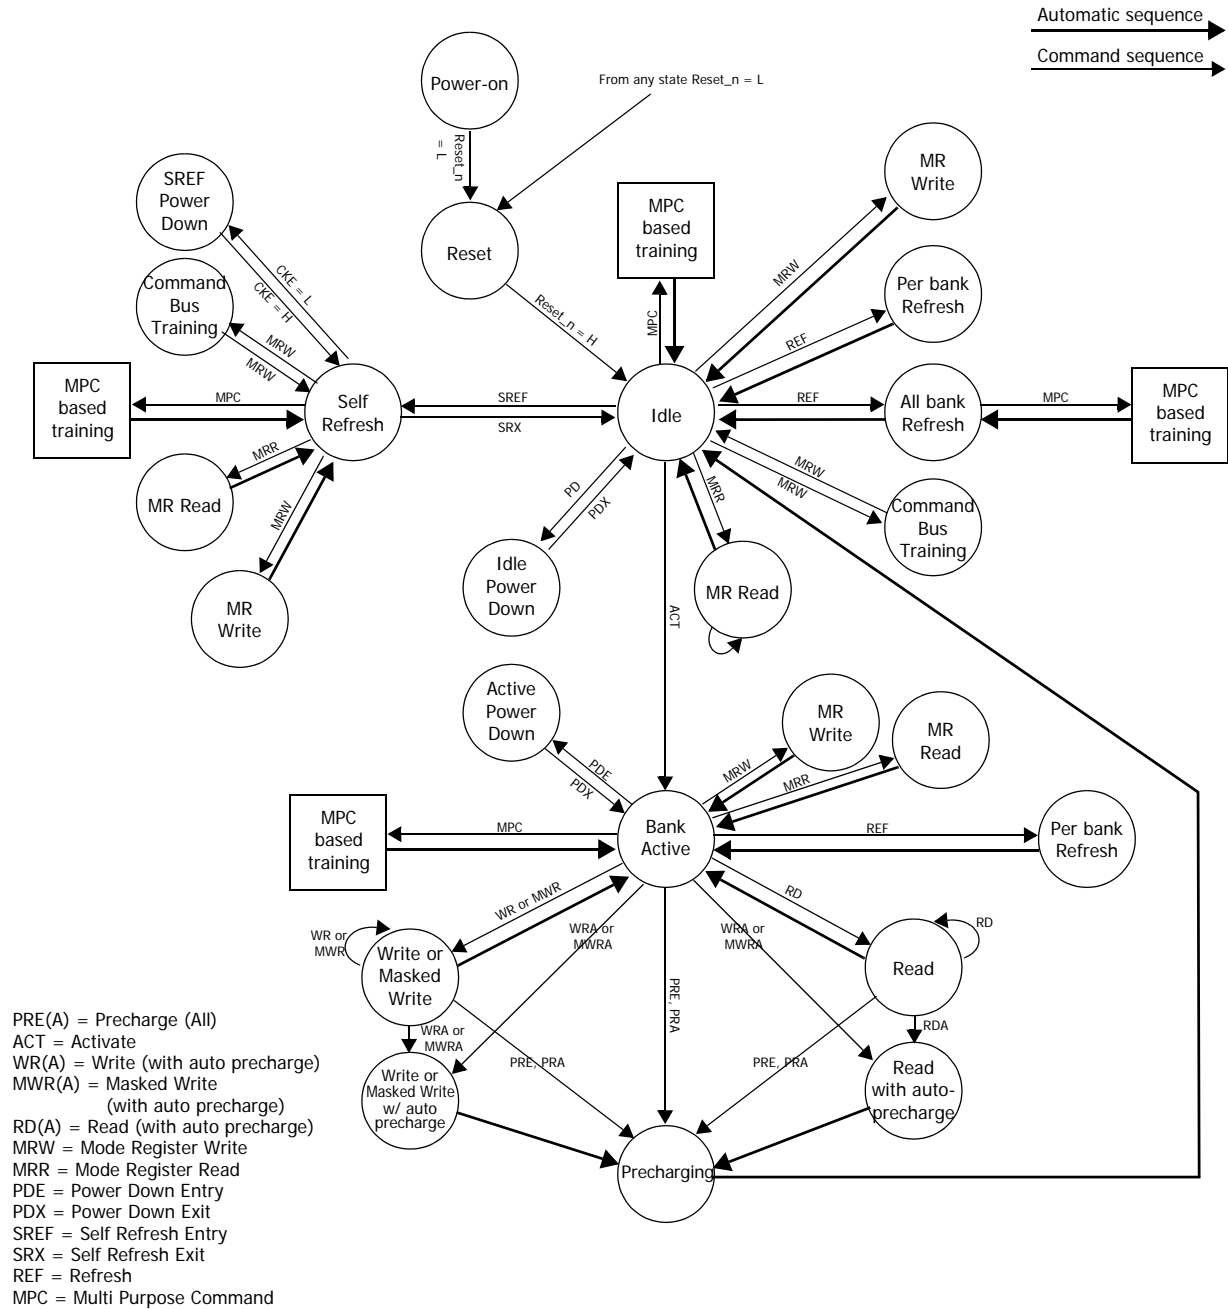 Automatic sequence
Command sequence
Power-on
From any state Reset_n = L
Reset_n
= L
Reset
Reset_n = H
SREF
Power
Down
CKE = L
CKE = H
Command
Bus
Training
MRW
MRW
MPC
based
training
MPC
Self
Refresh
MRR
MR Read
MRW
MR
Write
SREF
SRX
MPC
based
training
MPC
Idle
MRW
MR
Write
REF
Per bank
Refresh
REF
All bank
Refresh
MPC
MPC
based
training
MRW
MRW
Command
Bus
Training
MRR
MR Read
PD
PDX
Idle
Power
Down
ACT
Active
Power
Down
PDE
PDX
MR
Write
MRW
MR
Read
MRR
MPC
based
training
MPC
Bank
Active
REF
Per bank
Refresh
WR or MWR
WR or
MWR
Write or
Masked
Write
WRA or
MWRA
WRA or
MWRA
RD
RD
Read
PRE, PRA
WRA or
MWRA
PRE, PRA
PRE, PRA
RDA
Write or
Masked Write
w/ auto
precharge
Read
with auto-
precharge
Precharging
PRE(A) = Precharge (All)
ACT = Activate
WR(A) = Write (with auto precharge)
MWR(A) = Masked Write
(with auto precharge)
RD(A) = Read (with auto precharge)
MRW = Mode Register Write
MRR = Mode Register Read
PDE = Power Down Entry
PDX = Power Down Exit
SREF = Self Refresh Entry
SRX = Self Refresh Exit
REF = Refresh
MPC = Multi Purpose Command